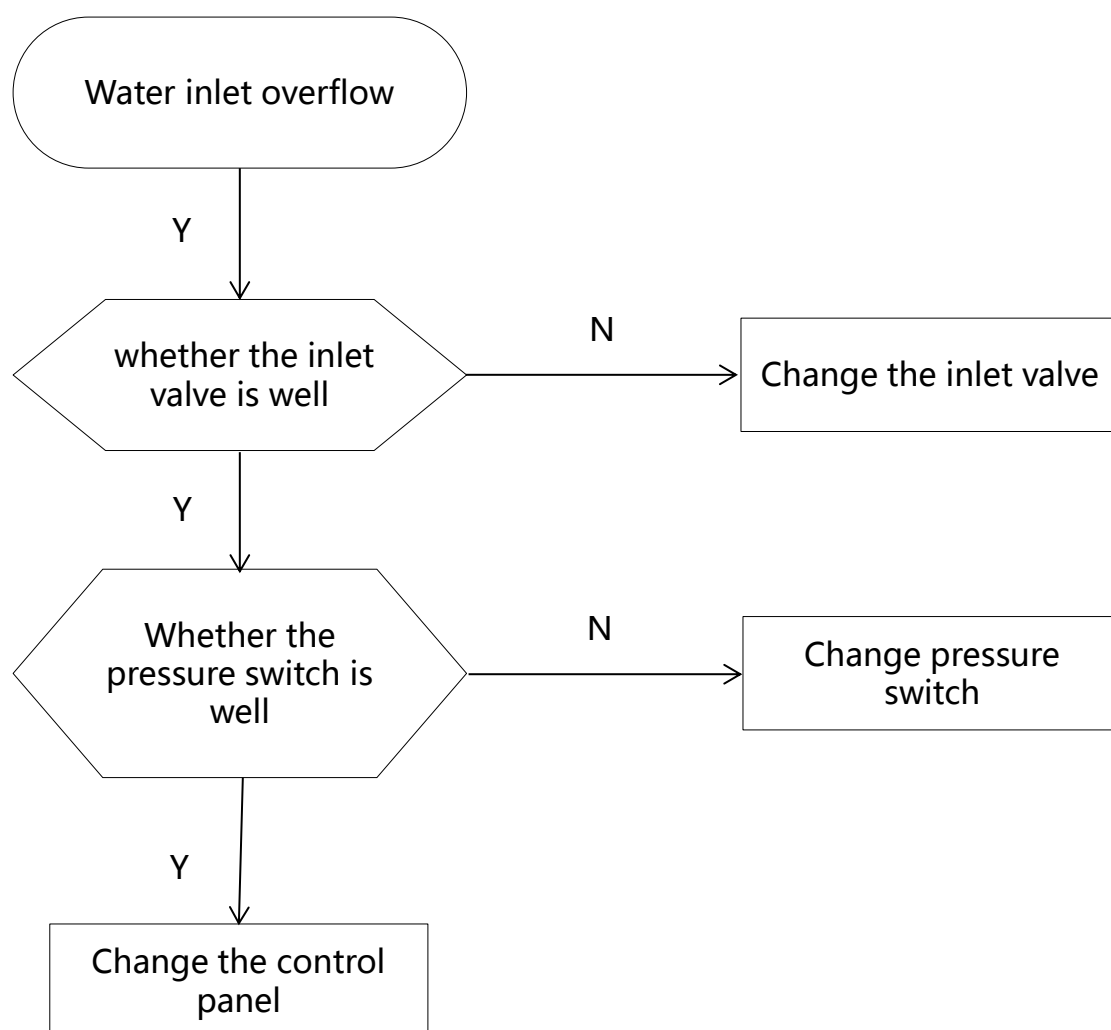 Water inlet overflow
Y
whether the inlet
valve is well
N
Change the inlet valve
Y
Whether the
pressure switch is
well
N
Change pressure
switch
Y
Change the control
panel